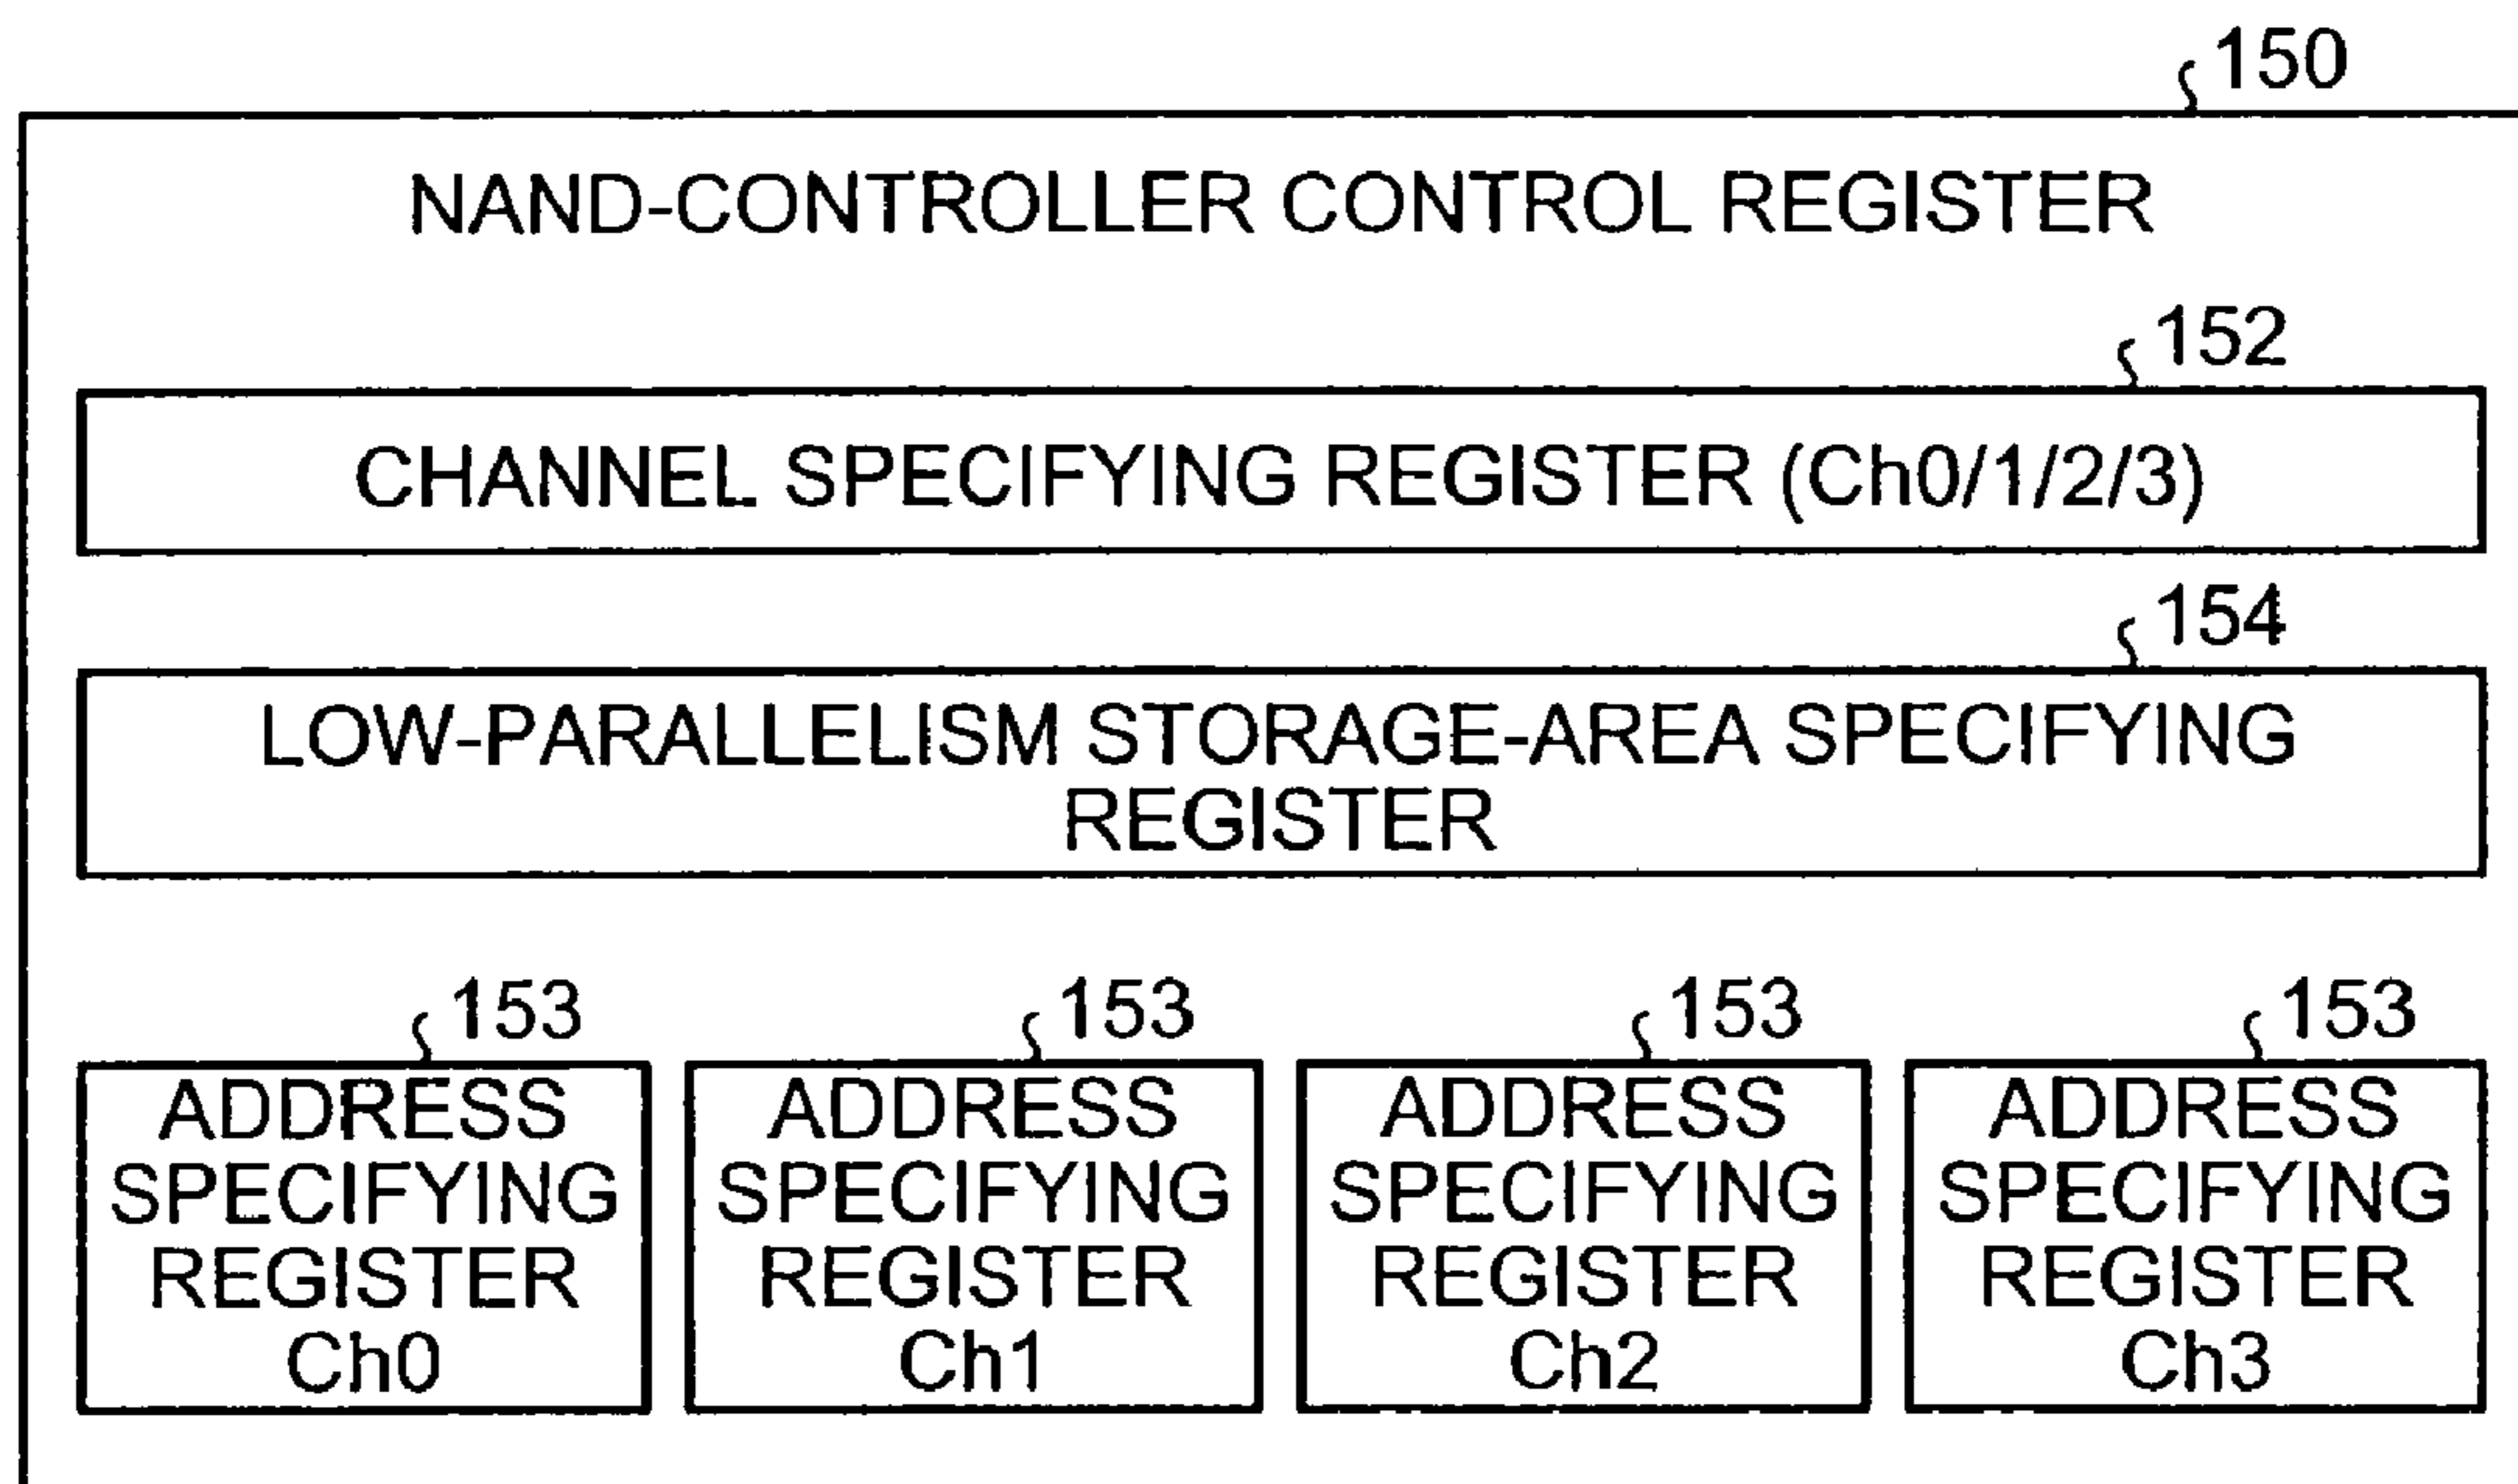 150
NAND-CONTROLLER CONTROL REGISTER
152
CHANNEL SPECIFYING REGISTER (Ch0/1/2/3)
154
LOW-PARALLELISM STORAGE-AREA SPECIFYING
REGISTER
153
ADDRESS
SPECIFYING
REGISTER
Ch0
153
ADDRESS
SPECIFYING
REGISTER
Ch1
153
ADDRESS
SPECIFYING
REGISTER
Ch2
153
ADDRESS
SPECIFYING
REGISTER
Ch3